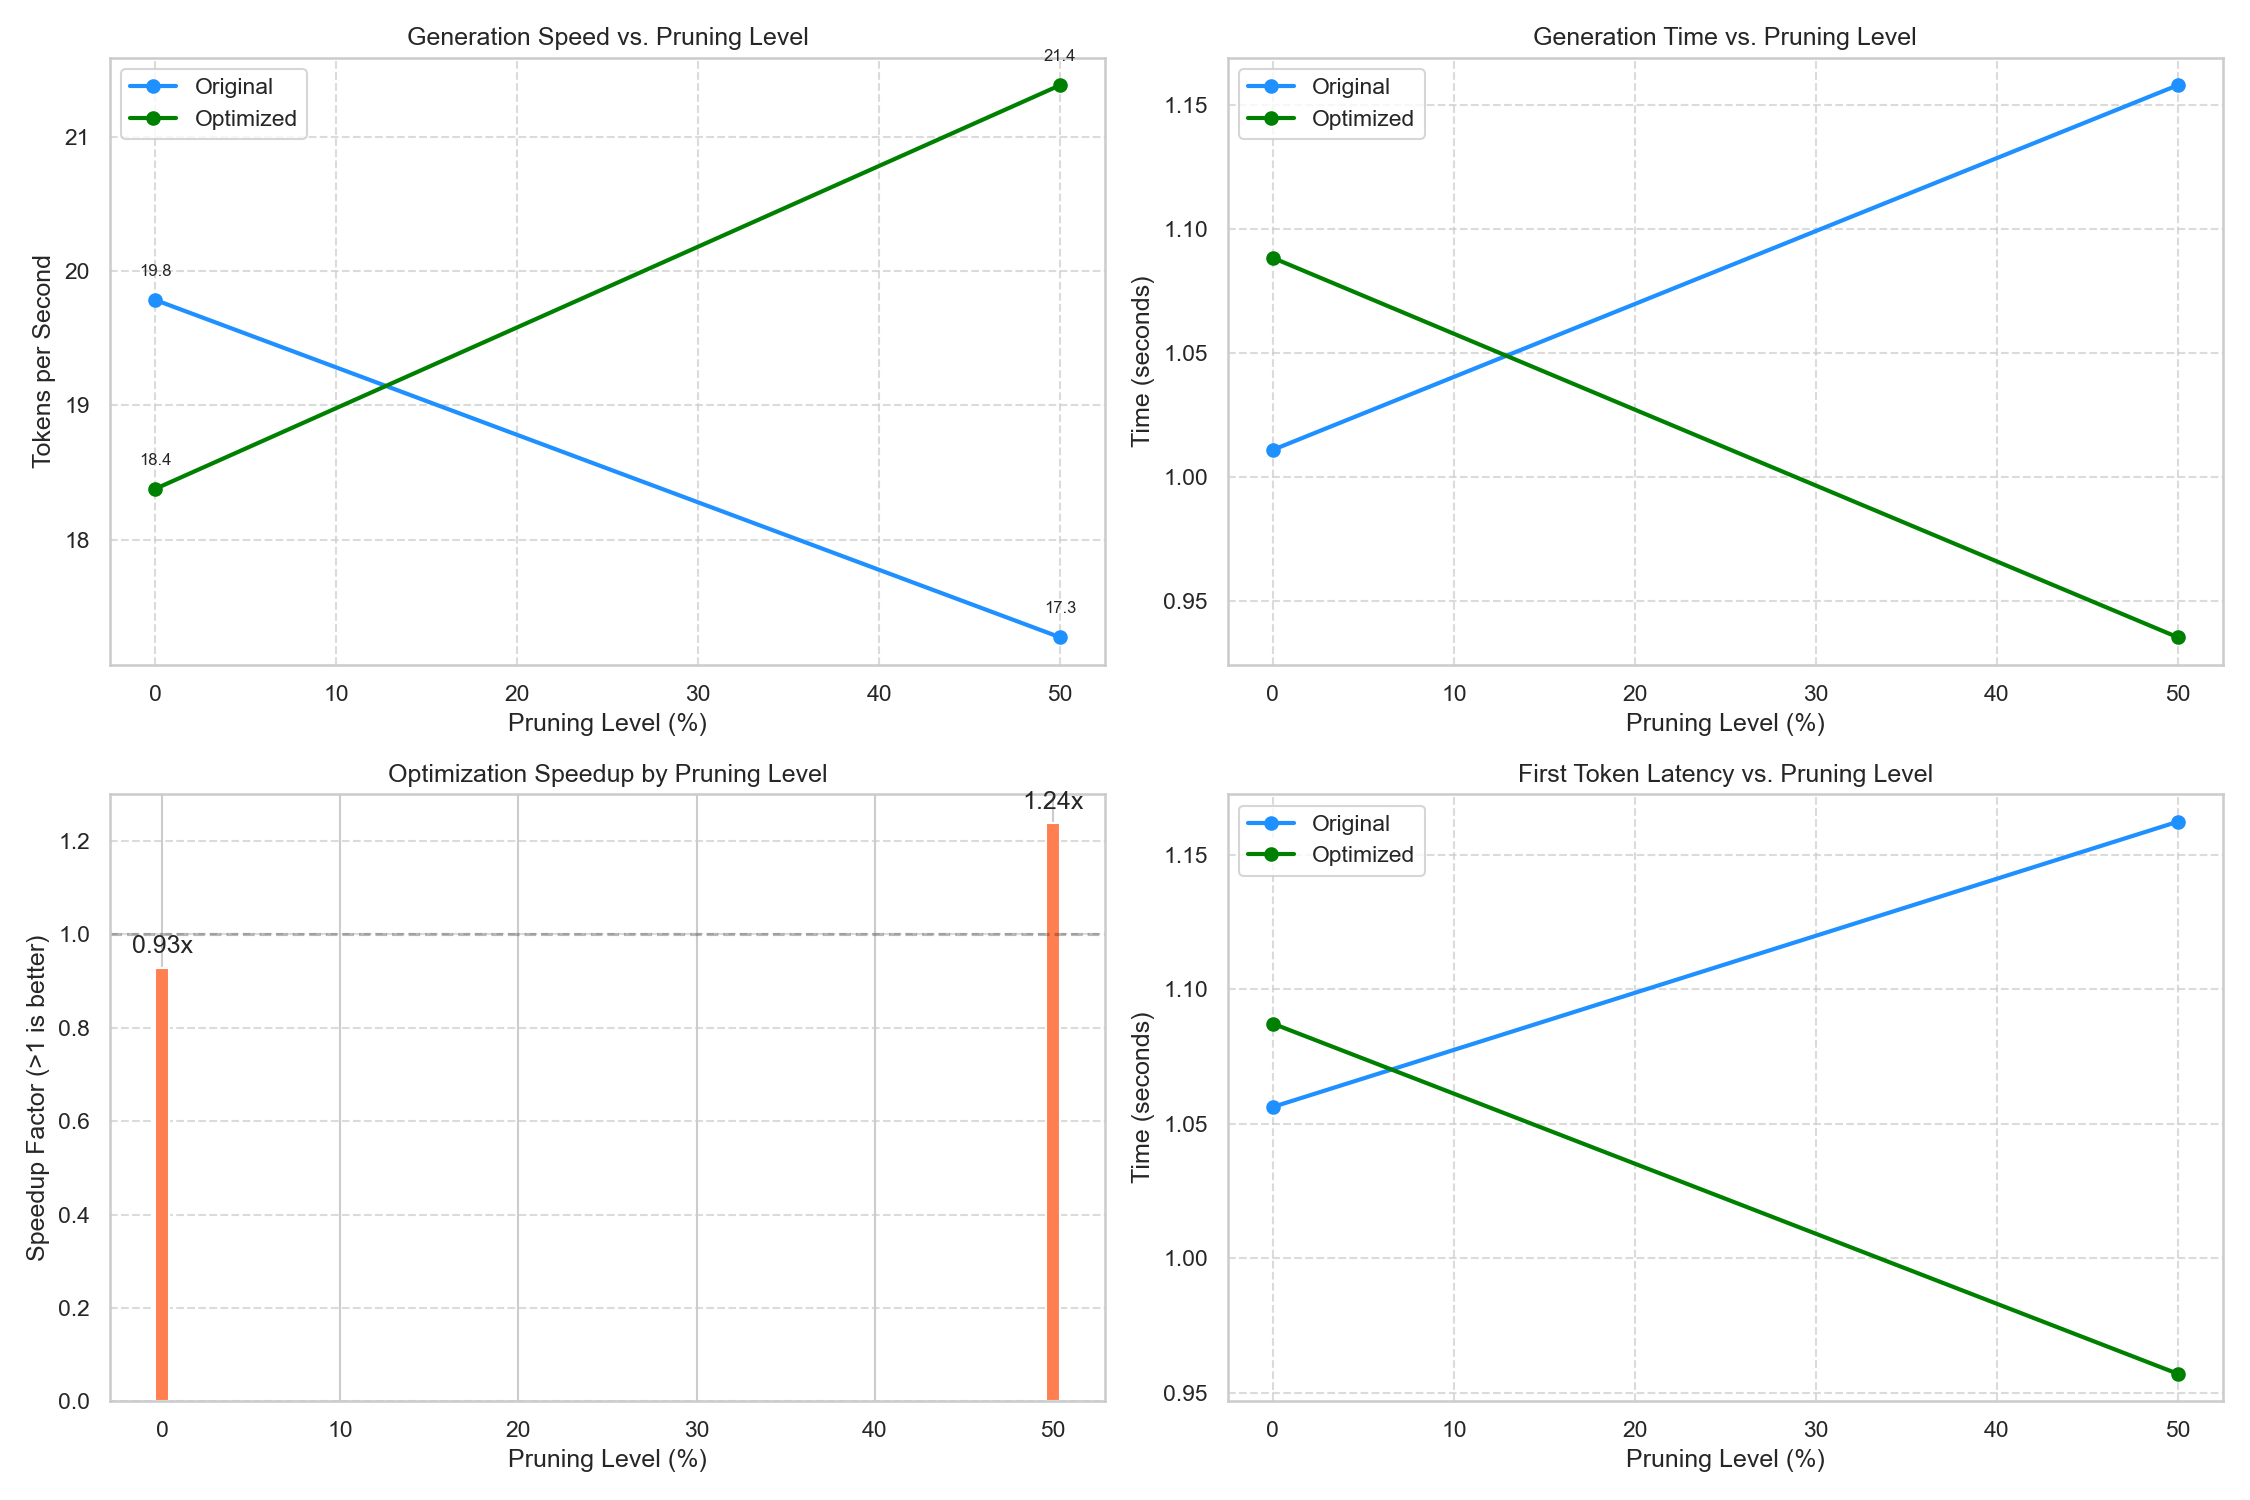 Generation Speed vs. Pruning Level
Original
Optimized
21.4
19.8
18.4
17.3
21
20
19
18
Tokens per Second
0 10 20 30 40 50
Pruning Level (%)
Generation Time vs. Pruning Level
Original
Optimized
1.15
1.10
1.05
1.00
0.95
Time (seconds)
0 10 20 30 40 50
Pruning Level (%)
Optimization Speedup by Pruning Level
1.24x
0.93x
1.2
1.0
0.8
0.6
0.4
0.2
0.0
Speedup Factor (>1 is better)
0 10 20 30 40 50
Pruning Level (%)
First Token Latency vs. Pruning Level
Original
Optimized
1.15
1.10
1.05
1.00
0.95
Time (seconds)
0 10 20 30 40 50
Pruning Level (%)